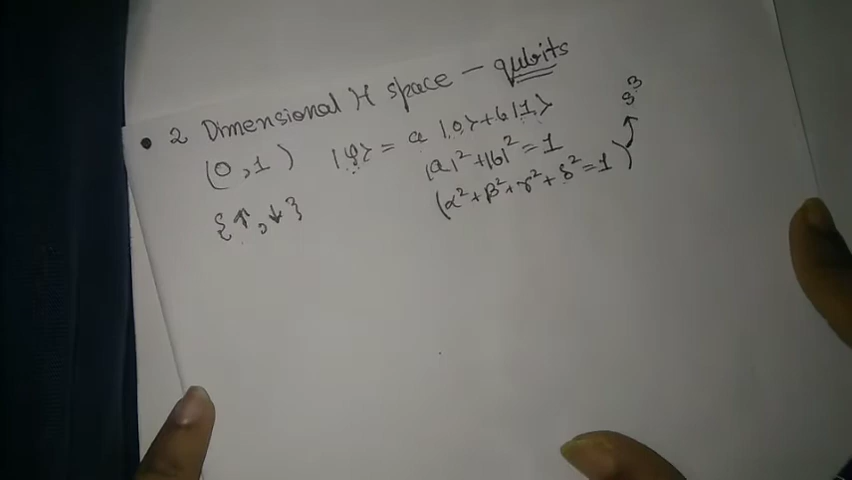 • 2 Dimensional H space — qubits
(0,1) |φ> = a |0> + b |1>
|a|² + |b|² = 1
{↑,↓} (α² + β² + γ² + δ² = 1) → S³